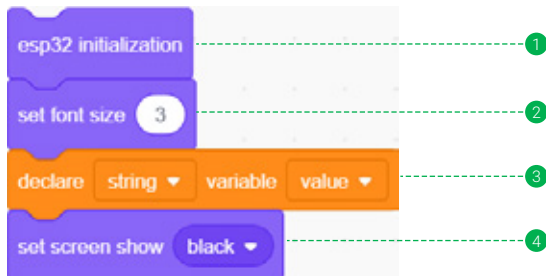 esp32 initialization 1
set font size 3 2
declare string variable value 3
set screen show black 4